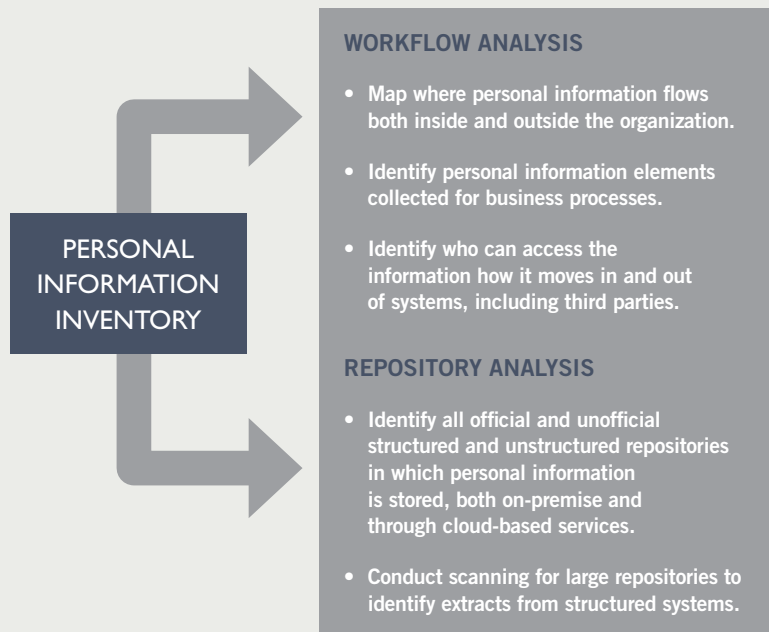 PERSONAL
INFORMATION
INVENTORY
WORKFLOW ANALYSIS
• Map where personal information flows
both inside and outside the organization.
• Identify personal information elements
collected for business processes.
• Identify who can access the
information how it moves in and out
of systems, including third parties.
REPOSITORY ANALYSIS
• Identify all official and unofficial
structured and unstructured repositories
in which personal information
is stored, both on-premise and
through cloud-based services.
• Conduct scanning for large repositories to
identify extracts from structured systems.